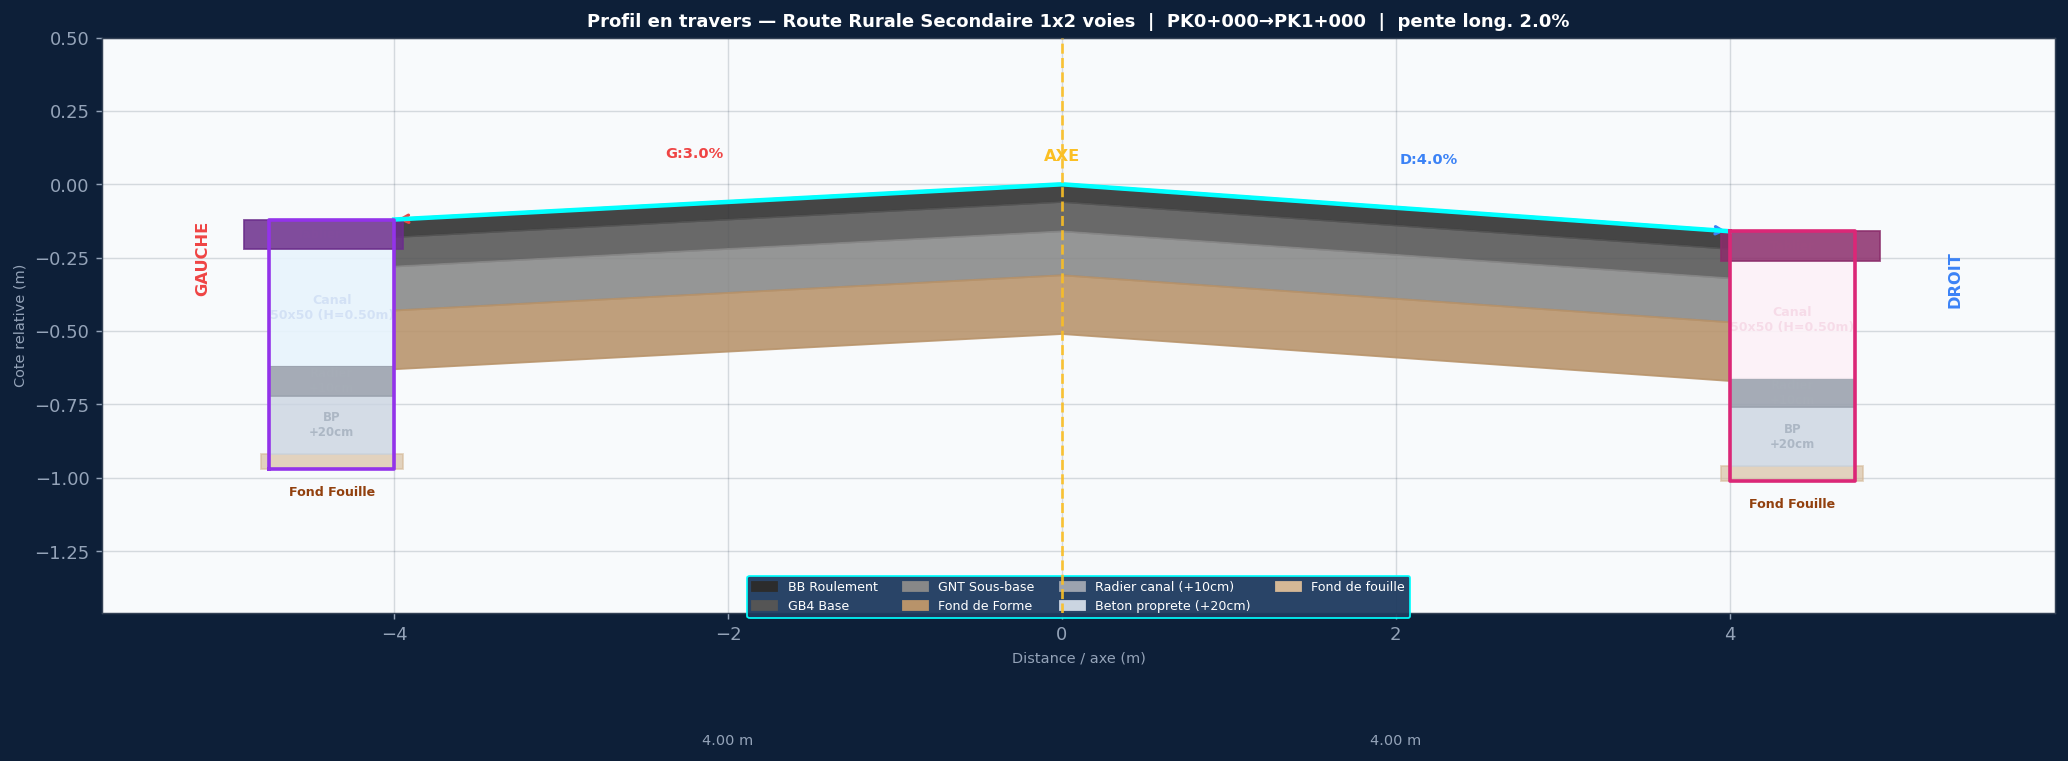 Profil en travers — Route Rurale Secondaire 1x2 voies | PK0+000→PK1+000 | pente long. 2.0%
Cote relative (m)
0.50
0.25
0.00
−0.25
−0.50
−0.75
−1.00
−1.25
G:3.0%
AXE
D:4.0%
GAUCHE
DROIT
Canal
50x50 (H=0.50m)
BP
+20cm
Fond Fouille
Canal
50x50 (H=0.50m)
BP
+20cm
Fond Fouille
BB Roulement
GB4 Base
GNT Sous-base
Fond de Forme
Radier canal (+10cm)
Beton proprete (+20cm)
Fond de fouille
−4
−2
0
2
4
Distance / axe (m)
4.00 m
4.00 m